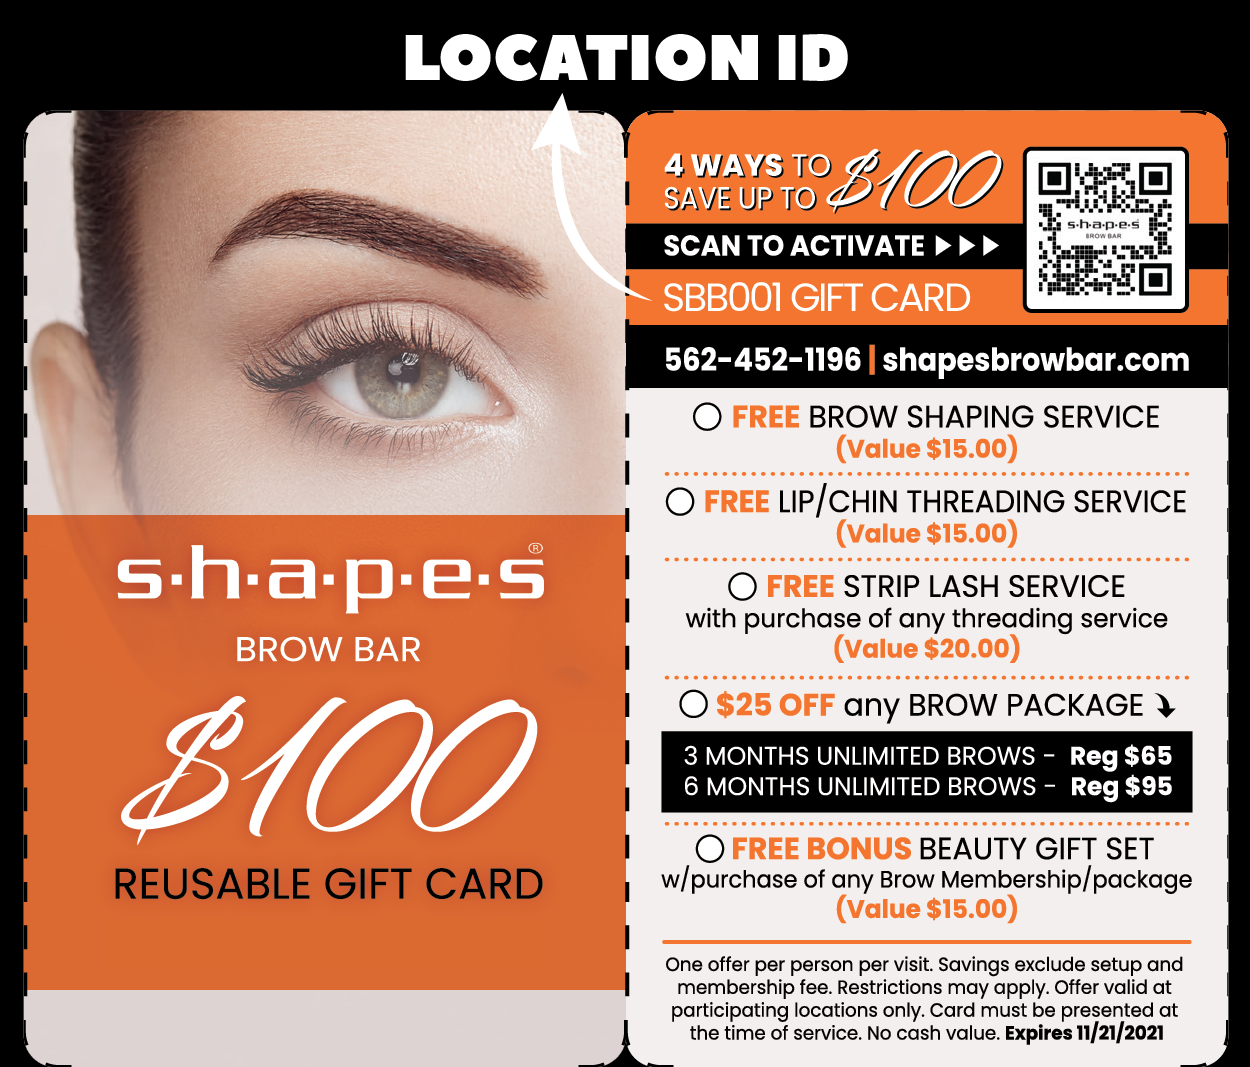 LOCATION ID
s·h·a·p·e·s®
BROW BAR
$100
REUSABLE GIFT CARD
4 WAYS TO
SAVE UP TO $100
SCAN TO ACTIVATE
SBB001 GIFT CARD
s·h·a·p·e·s
BROW BAR
562-452-1196 | shapesbrowbar.com
FREE BROW SHAPING SERVICE
(Value $15.00)
FREE LIP/CHIN THREADING SERVICE
(Value $15.00)
FREE STRIP LASH SERVICE
with purchase of any threading service
(Value $20.00)
$25 OFF any BROW PACKAGE
3 MONTHS UNLIMITED BROWS - Reg $65
6 MONTHS UNLIMITED BROWS - Reg $95
FREE BONUS BEAUTY GIFT SET
w/purchase of any Brow Membership/package
(Value $15.00)
One offer per person per visit. Savings exclude setup and
membership fee. Restrictions may apply. Offer valid at
participating locations only. Card must be presented at
the time of service. No cash value. Expires 11/21/2021